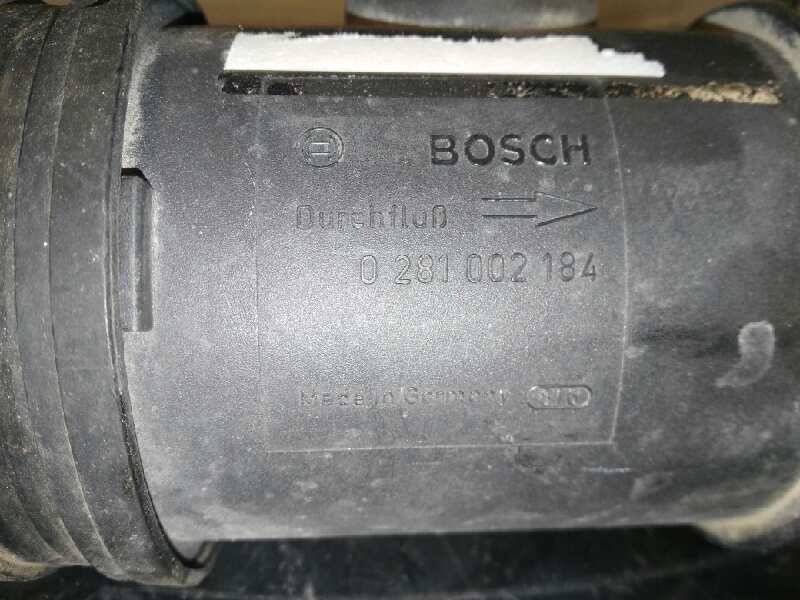 BOSCH
Durchfluß
0 281 002 184
Made in Germany